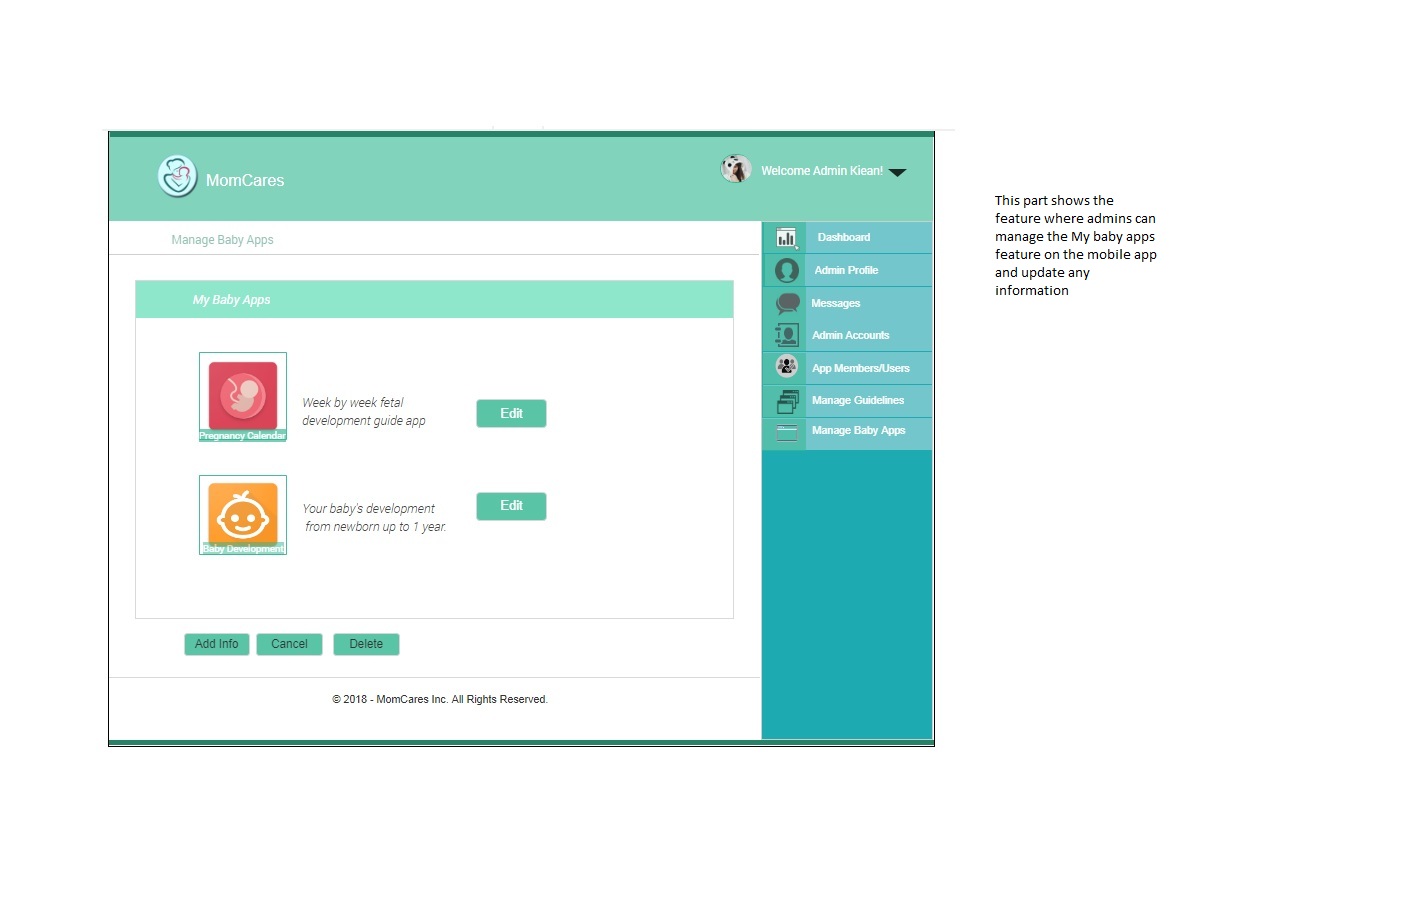 MomCares
Welcome Admin Kiean!
Manage Baby Apps
My Baby Apps
Pregnancy Calendar
Week by week fetal
development guide app
Edit
Baby Development
Your baby's development
from newborn up to 1 year.
Edit
Add Info
Cancel
Delete
© 2018 - MomCares Inc. All Rights Reserved.
Dashboard
Admin Profile
Messages
Admin Accounts
App Members/Users
Manage Guidelines
Manage Baby Apps
This part shows the
feature where admins can
manage the My baby apps
feature on the mobile app
and update any
information